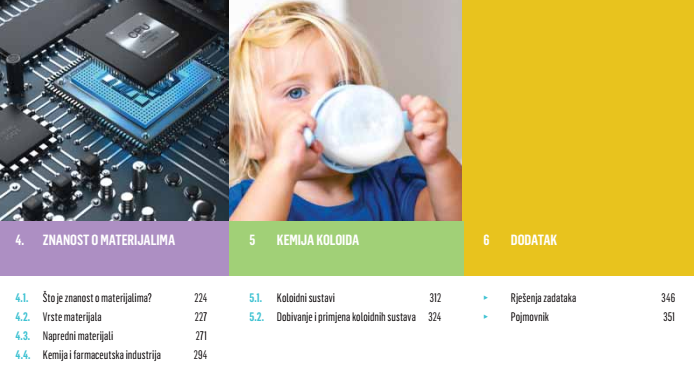 CPU
4. ZNANOST O MATERIJALIMA
4.1. Što je znanost o materijalima? 224
4.2. Vrste materijala 227
4.3. Napredni materijali 271
4.4. Kemija i farmaceutska industrija 294
5 KEMIJA KOLOIDA
5.1. Koloidni sustavi 312
5.2. Dobivanje i primjena koloidnih sustava 324
6 DODATAK
▸ Rješenja zadataka 346
▸ Pojmovnik 351